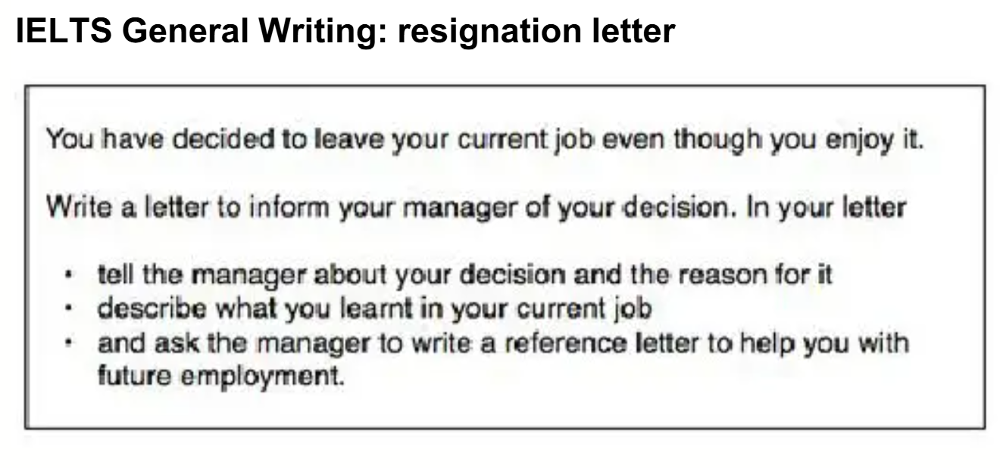 IELTS General Writing: resignation letter
You have decided to leave your current job even though you enjoy it.
Write a letter to inform your manager of your decision. In your letter
• tell the manager about your decision and the reason for it
• describe what you learnt in your current job
• and ask the manager to write a reference letter to help you with
future employment.